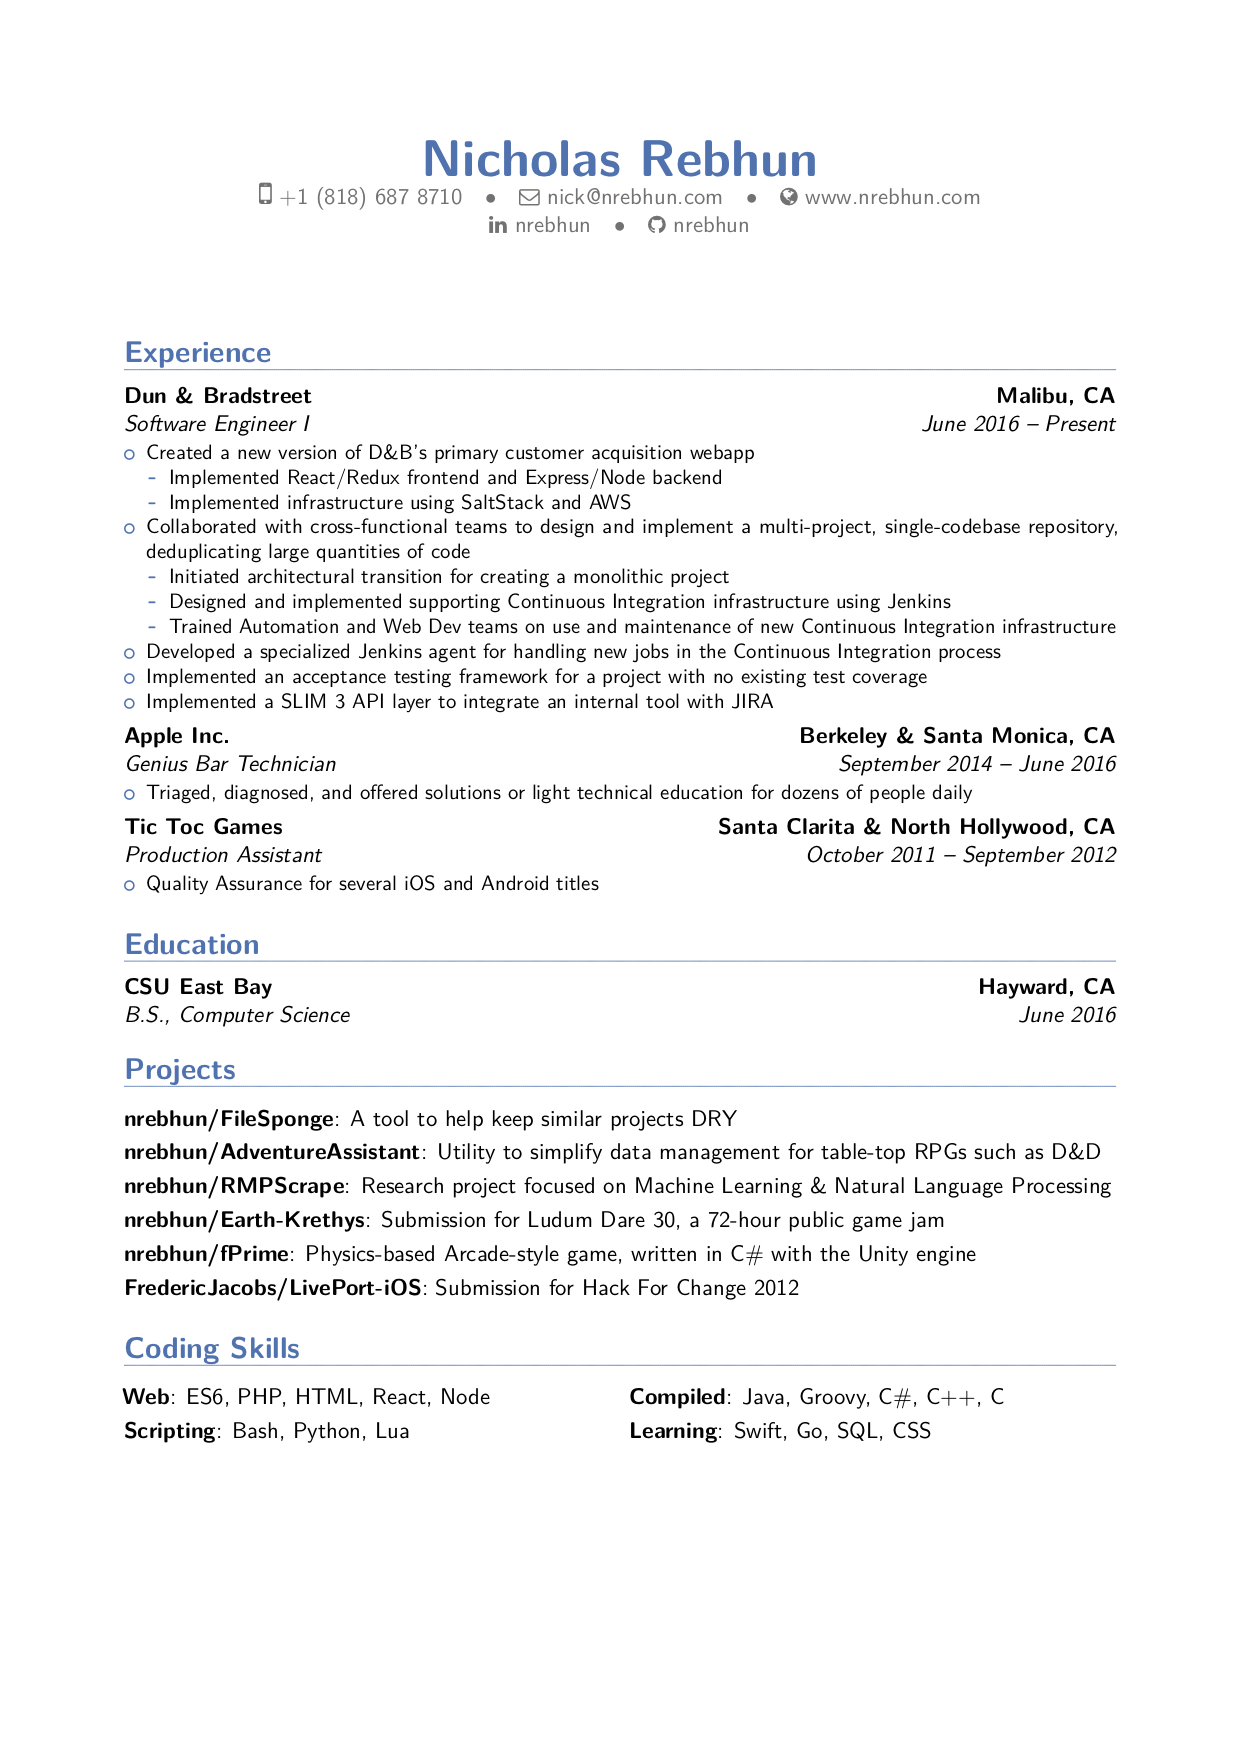 Nicholas Rebhun
+1 (818) 687 8710 • nick@nrebhun.com • www.nrebhun.com
nrebhun • nrebhun
Experience
Dun & Bradstreet Malibu, CA
Software Engineer I June 2016 – Present
Created a new version of D&B's primary customer acquisition webapp
- Implemented React/Redux frontend and Express/Node backend
- Implemented infrastructure using SaltStack and AWS
Collaborated with cross-functional teams to design and implement a multi-project, single-codebase repository,
deduplicating large quantities of code
- Initiated architectural transition for creating a monolithic project
- Designed and implemented supporting Continuous Integration infrastructure using Jenkins
- Trained Automation and Web Dev teams on use and maintenance of new Continuous Integration infrastructure
Developed a specialized Jenkins agent for handling new jobs in the Continuous Integration process
Implemented an acceptance testing framework for a project with no existing test coverage
Implemented a SLIM 3 API layer to integrate an internal tool with JIRA
Apple Inc. Berkeley & Santa Monica, CA
Genius Bar Technician September 2014 – June 2016
Triaged, diagnosed, and offered solutions or light technical education for dozens of people daily
Tic Toc Games Santa Clarita & North Hollywood, CA
Production Assistant October 2011 – September 2012
Quality Assurance for several iOS and Android titles
Education
CSU East Bay Hayward, CA
B.S., Computer Science June 2016
Projects
nrebhun/FileSponge: A tool to help keep similar projects DRY
nrebhun/AdventureAssistant: Utility to simplify data management for table-top RPGs such as D&D
nrebhun/RMPScrape: Research project focused on Machine Learning & Natural Language Processing
nrebhun/Earth-Krethys: Submission for Ludum Dare 30, a 72-hour public game jam
nrebhun/fPrime: Physics-based Arcade-style game, written in C# with the Unity engine
FredericJacobs/LivePort-iOS: Submission for Hack For Change 2012
Coding Skills
Web: ES6, PHP, HTML, React, Node Compiled: Java, Groovy, C#, C++, C
Scripting: Bash, Python, Lua Learning: Swift, Go, SQL, CSS